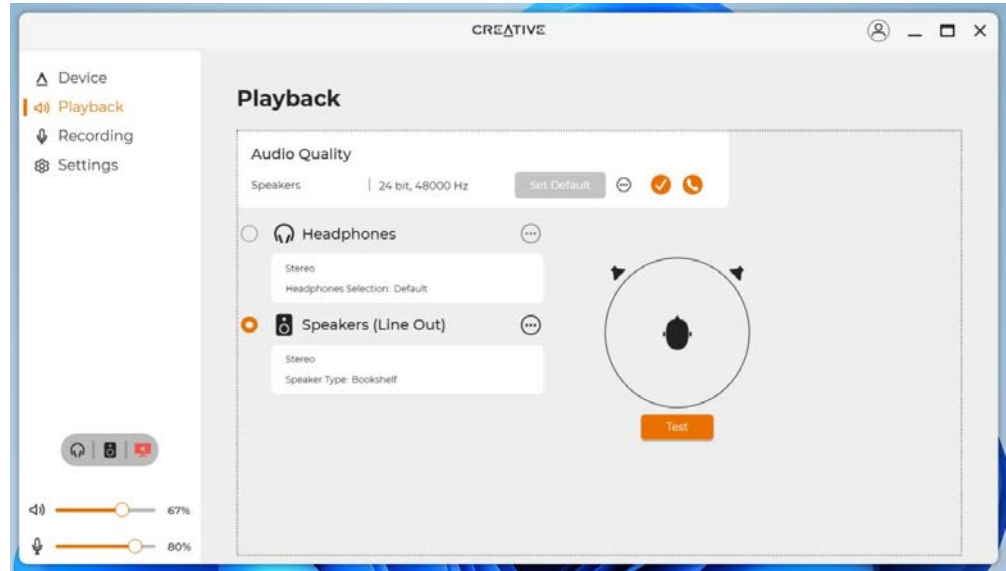 CREATIVE
Device
Playback
Recording
Settings
Playback
Audio Quality
Speakers | 24 bit, 48000 Hz Set Default
Headphones
Stereo
Headphones Selection: Default
Speakers (Line Out)
Stereo
Speaker Type: Bookshelf
Test
67%
80%